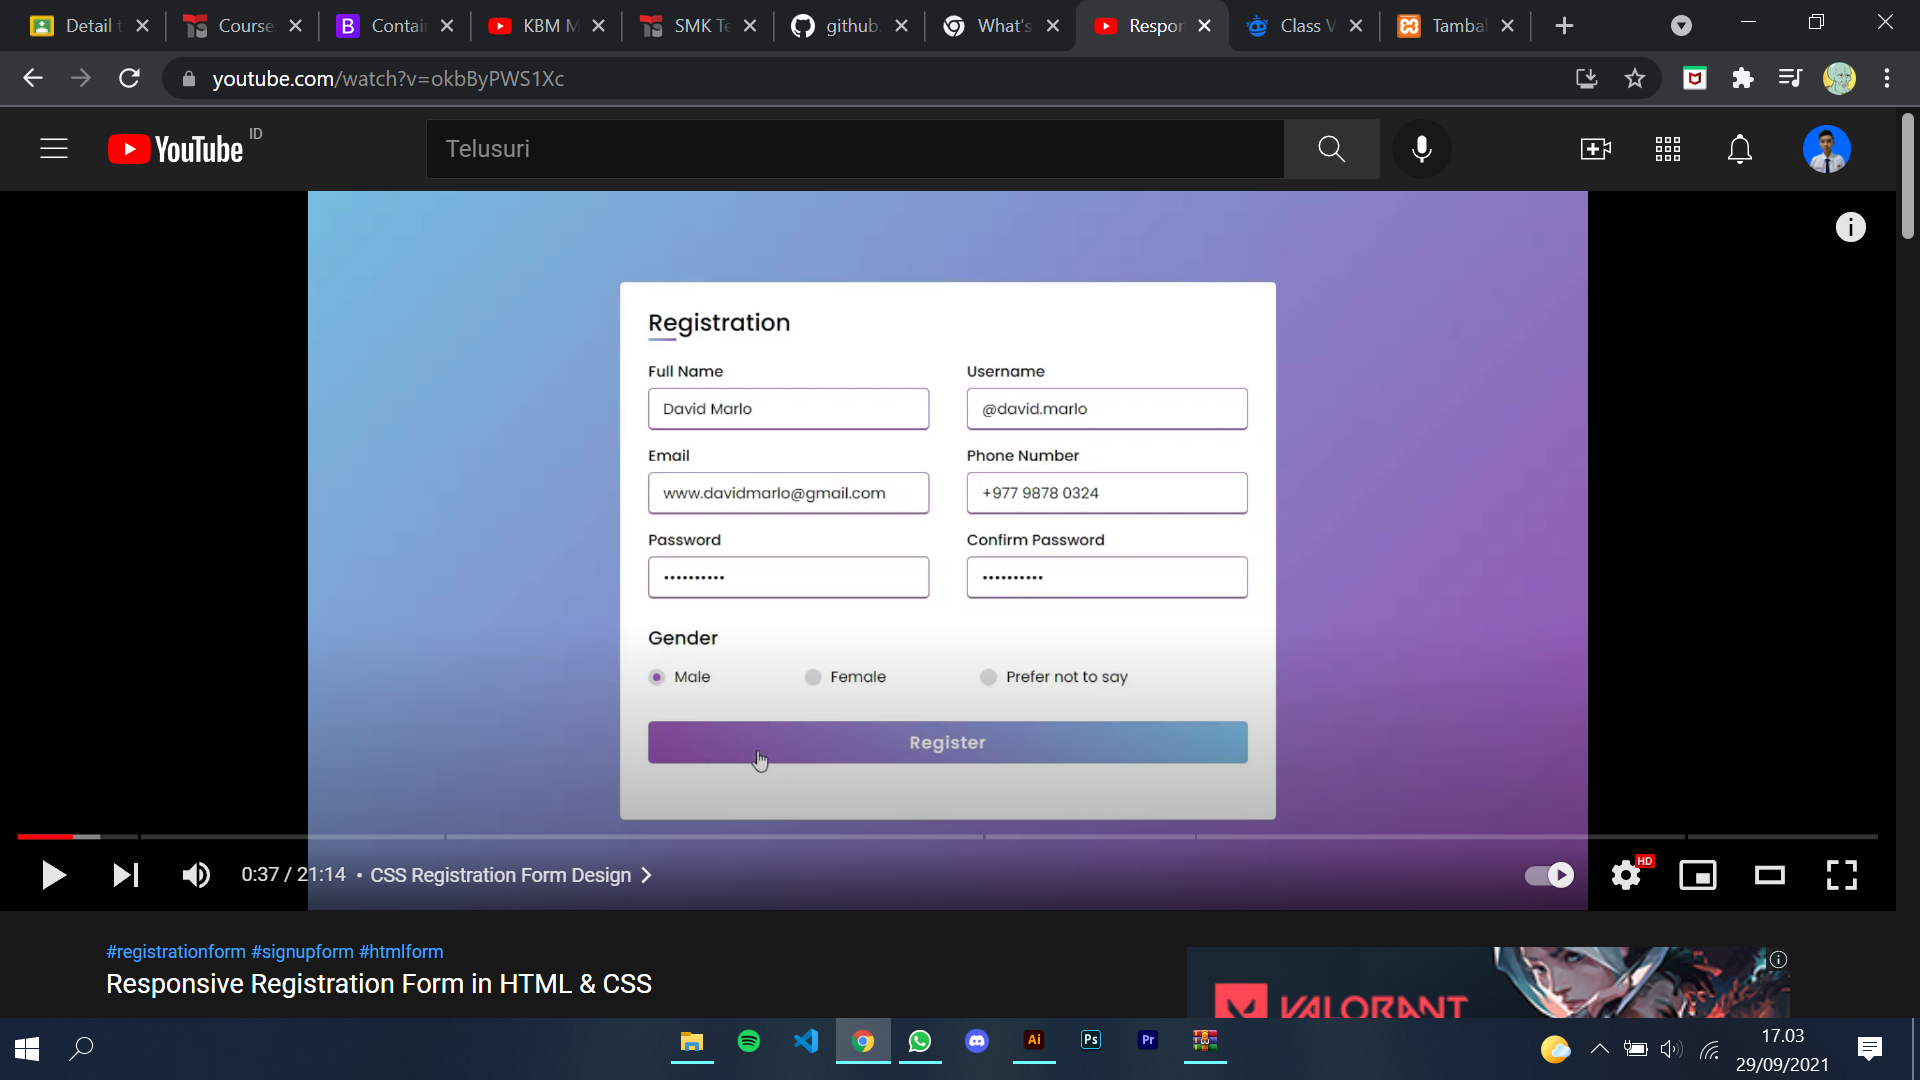 Detail t
Course
Contai
KBM M
SMK Te
github.
What's
Respon
Class V
Tambal
youtube.com/watch?v=okbByPWS1Xc
YouTube ID
Telusuri
Registration
Full Name
Username
David Marlo
@david.marlo
Email
Phone Number
www.davidmarlo@gmail.com
+977 9878 0324
Password
Confirm Password
Gender
Male
Female
Prefer not to say
Register
0:37 / 21:14 • CSS Registration Form Design
HD
#registrationform #signupform #htmlform
Responsive Registration Form in HTML & CSS
VALORANT
Ai
Ps
Pr
17.03
29/09/2021